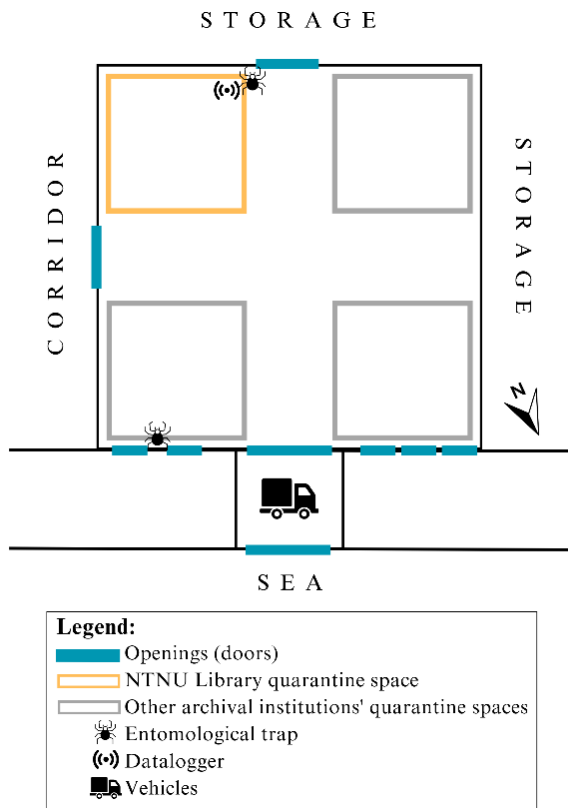 STORAGE
CORRIDOR
STORAGE
N
SEA
Legend:
Openings (doors)
NTNU Library quarantine space
Other archival institutions' quarantine spaces
Entomological trap
Datalogger
Vehicles